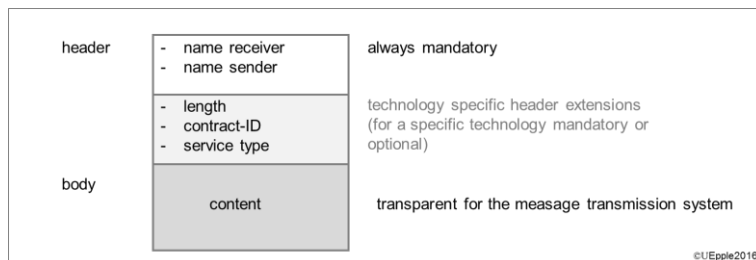 header
- name receiver
- name sender
always mandatory
- length
- contract-ID
- service type
technology specific header extensions
(for a specific technology mandatory or
optional)
body
content
transparent for the measage transmission system
©UEpple2016